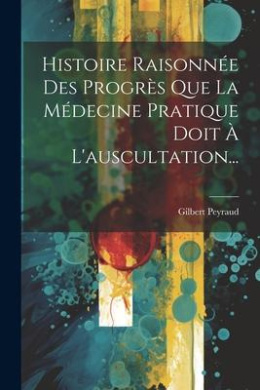 Histoire Raisonnée
Des Progrès Que La
Médecine Pratique
Doit À
L'auscultation...
Gilbert Peyraud